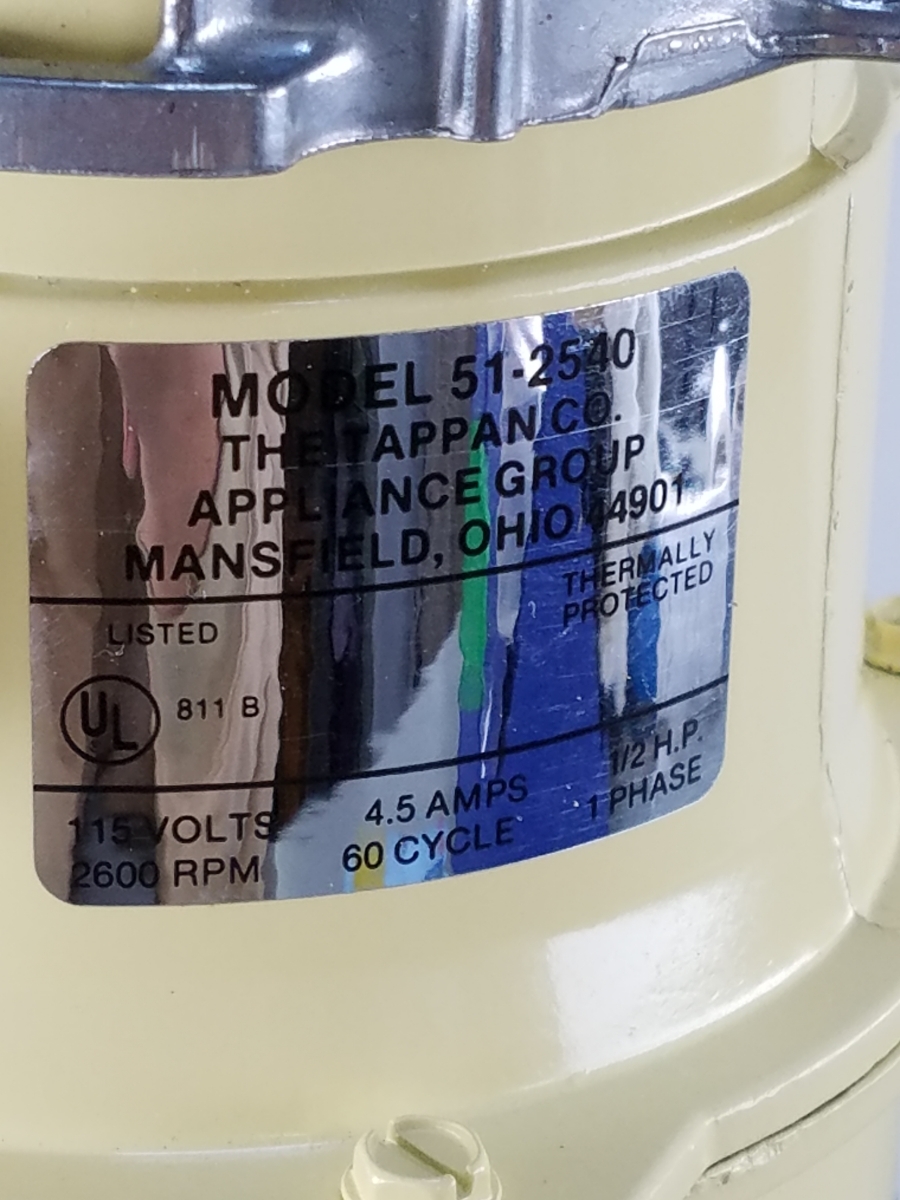 MODEL 51-2540
THE TAPPAN CO.
APPLIANCE GROUP
MANSFIELD, OHIO 44901
THERMALLY
PROTECTED
LISTED
UL 811 B
115 VOLTS 4.5 AMPS 1/2 H.P.
2600 RPM 60 CYCLE 1 PHASE